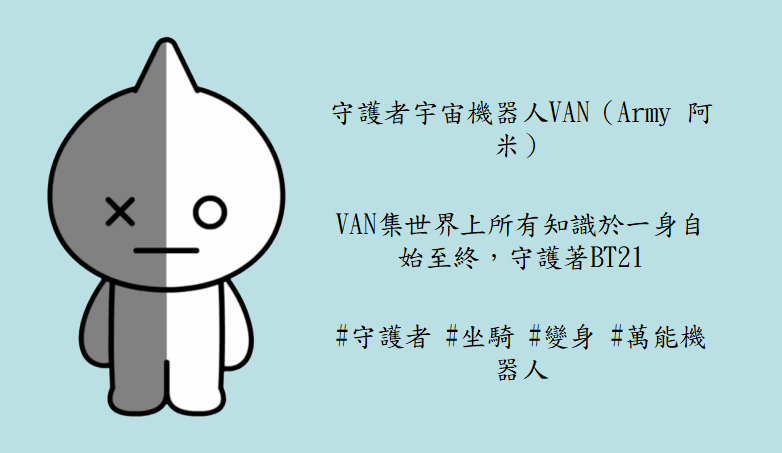 守護者宇宙機器人VAN（Army 阿
米）
VAN集世界上所有知識於一身自
始至終，守護著BT21
#守護者 #坐騎 #變身 #萬能機
器人